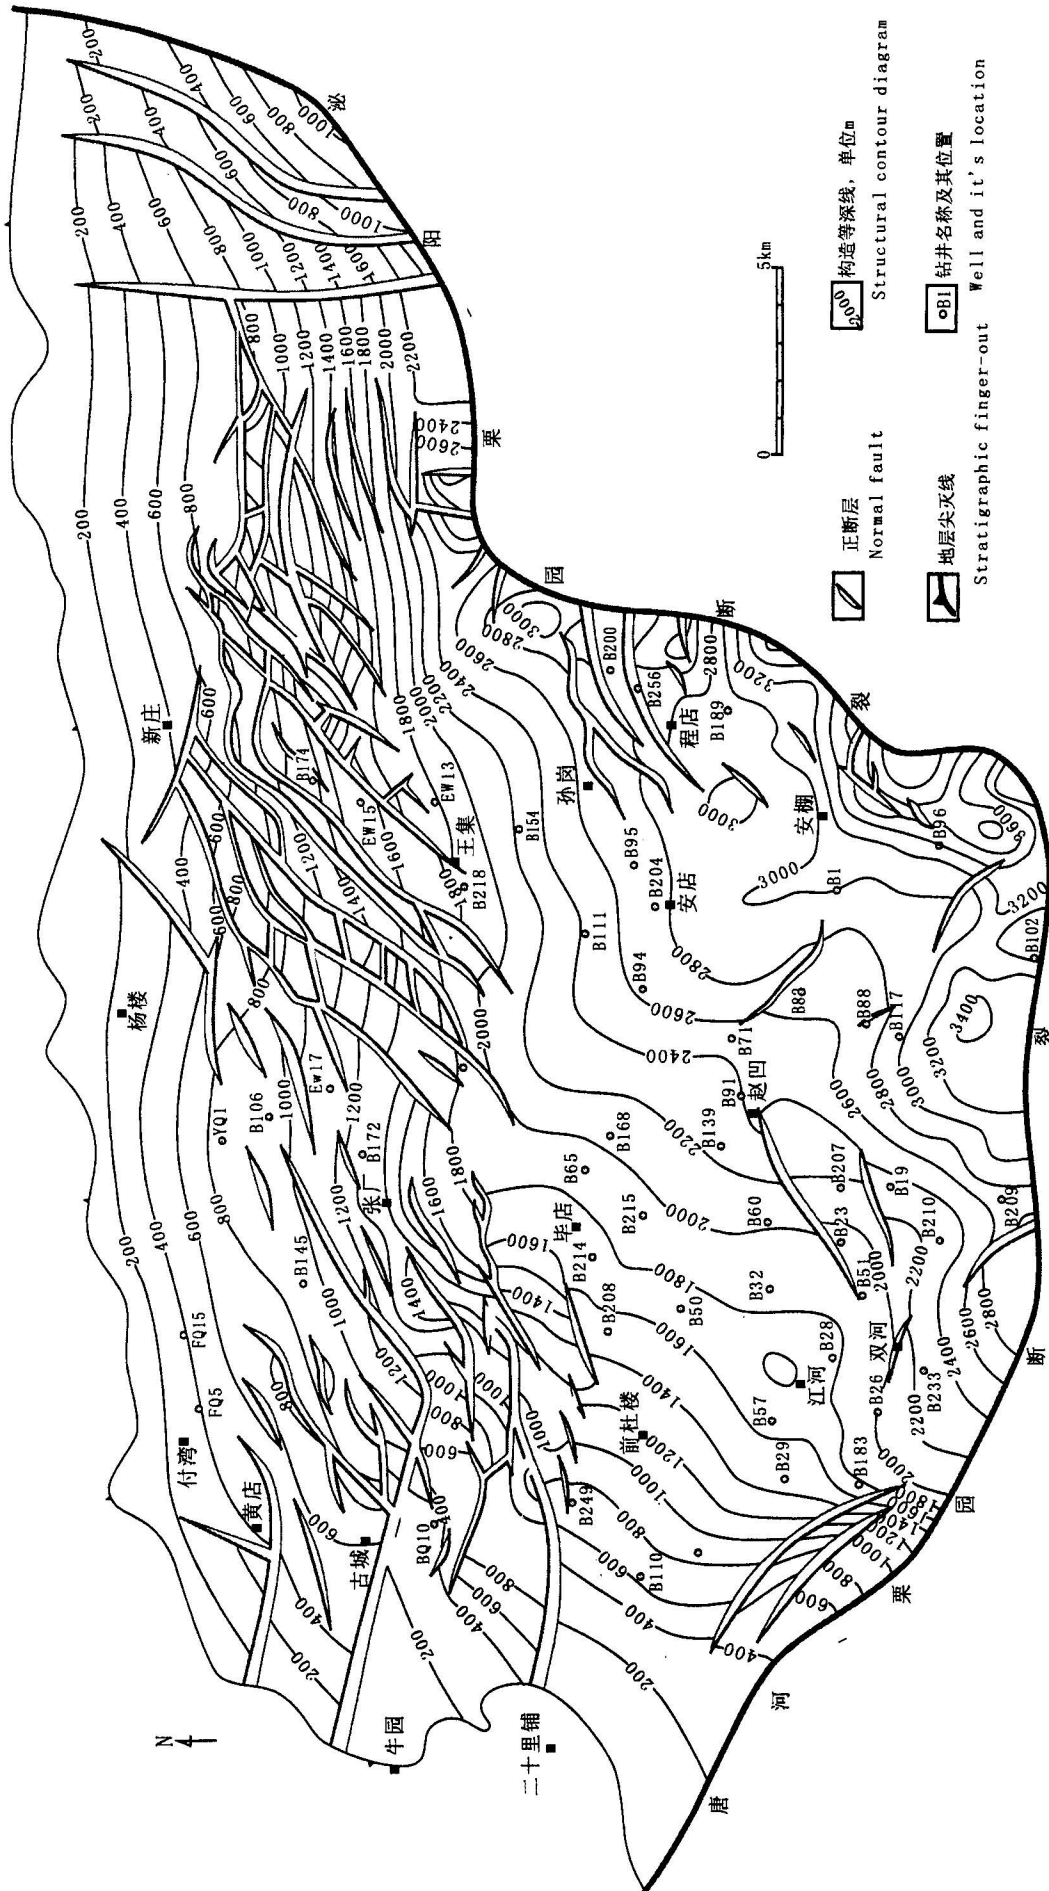 N
200
400
600
800
1000
1200
1400
1600
1800
2000
2200
2400
2600
2800
3000
3200
3400
3600
付湾
黄店
古城
牛园
二十里铺
杨楼
新庄
张厂
王集
毕店
前杜楼
孙岗
安店
程店
安棚
赵凹
江河
双河
FQ5
FQ15
YQ1
B106
Ew17
B145
B172
B174
EW15
EW13
B218
BQ10
B249
B110
B208
B214
B65
B168
B215
B50
B111
B154
B94
B95
B204
B200
B256
B189
B71
B91
B139
B60
B32
B57
B29
B28
B183
B26
B233
B51
B23
B207
B19
B210
B209
B83
B88
B117
B1
B96
B102
唐
河
栗
园
断
裂
泌
阳
栗
园
断
裂
0
5km
正断层
Normal fault
2000
构造等深线，单位m
Structural contour diagram
地层尖灭线
Stratigraphic finger-out
B1
钻井名称及其位置
Well and it's location